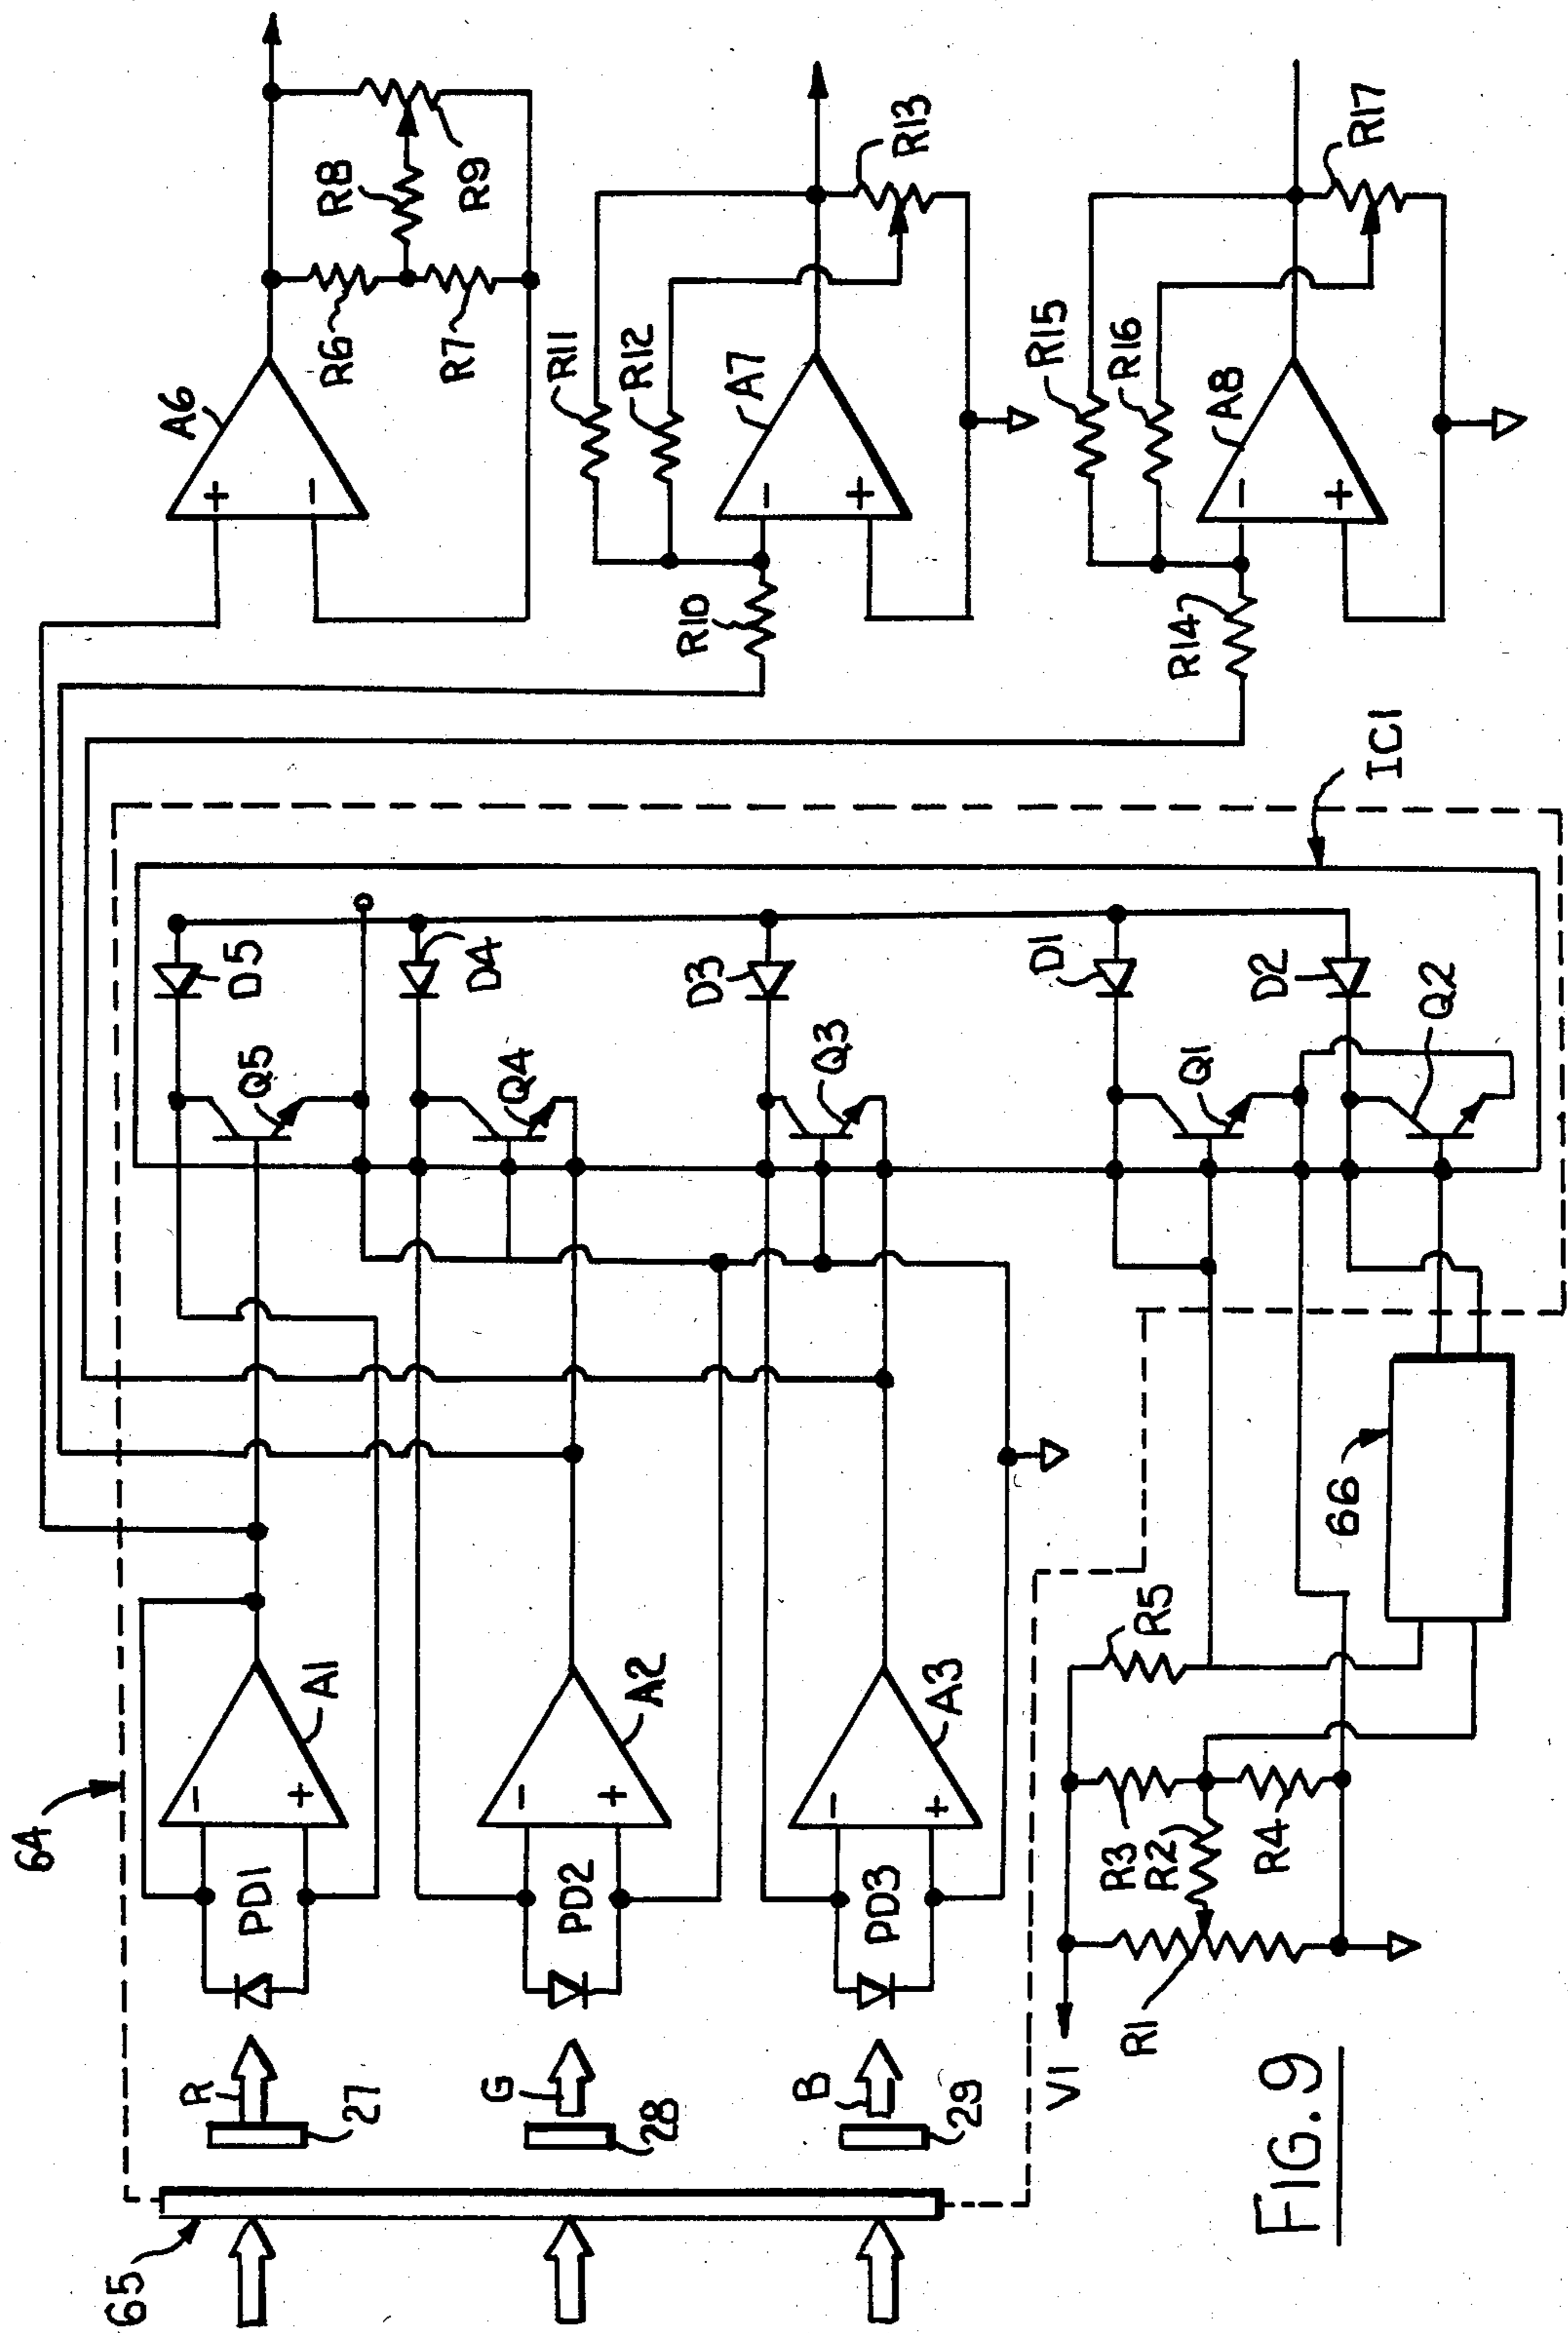 A6
+
−
R6
R7
R8
R9
R11
R12
A7
−
+
R10
R13
R15
R16
A8
−
+
R14
R17
IC1
D5
D4
D3
D1
D2
Q5
Q4
Q3
Q1
Q2
64
A1
−
+
PD1
A2
−
+
PD2
A3
−
+
PD3
R5
66
R3
R2
R4
R1
V1
R
27
G
28
B
29
65
FIG. 9